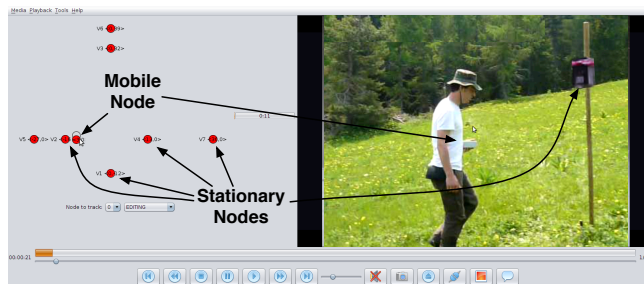 Media Playback Tools Help
V6
V3
Mobile
Node
0:11
V5
V2
V4
V7
V1
Stationary
Nodes
Node to track: 0 EDITING
00:00:21